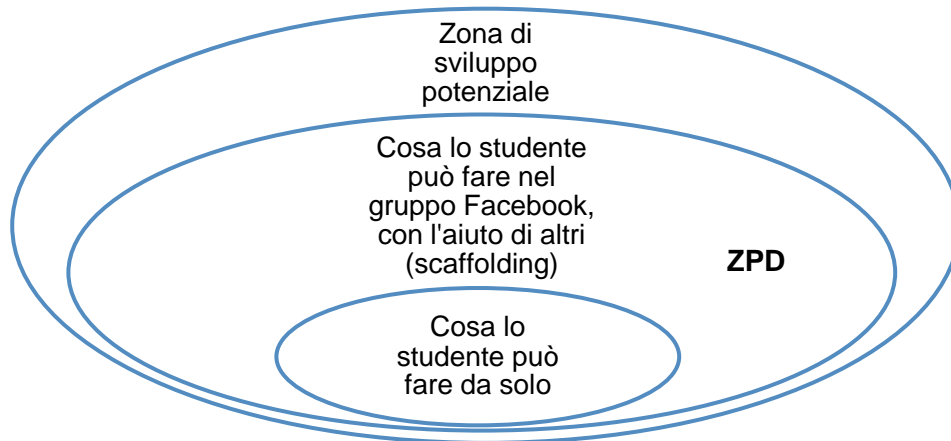 Zona di
sviluppo
potenziale
Cosa lo studente
può fare nel
gruppo Facebook,
con l'aiuto di altri
(scaffolding)
ZPD
Cosa lo
studente può
fare da solo